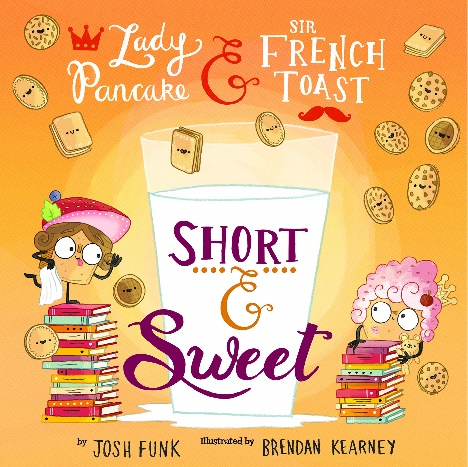 Lady Pancake
&
SIR FRENCH TOAST
SHORT
&
Sweet
by JOSH FUNK illustrated by BRENDAN KEARNEY